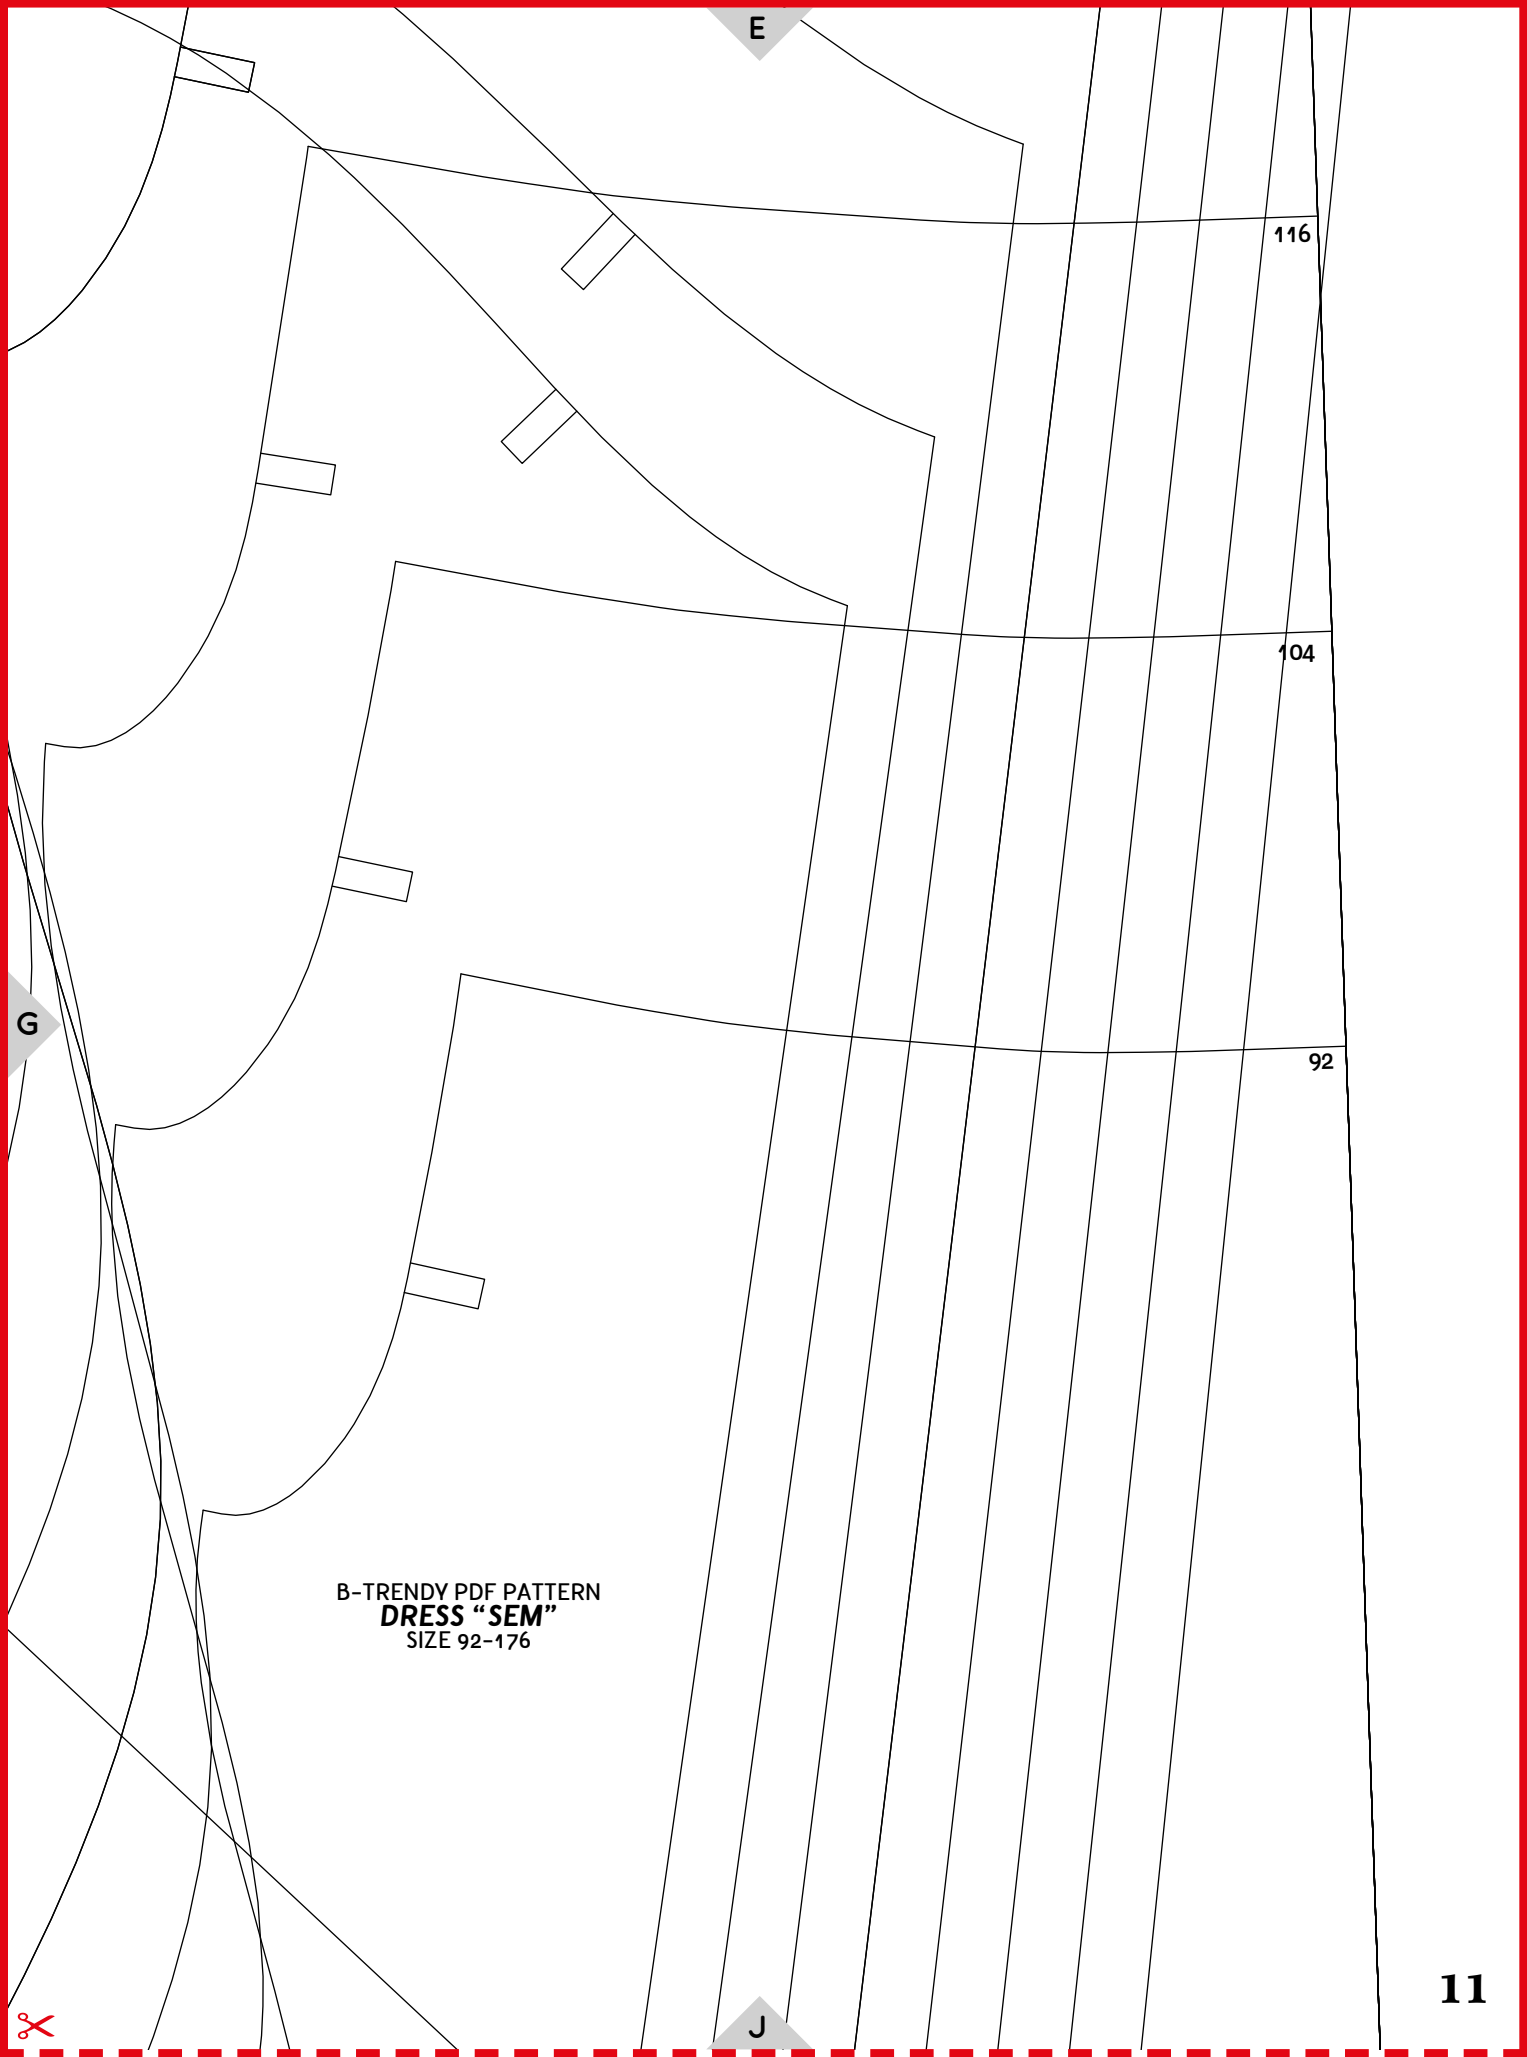 E
116
104
G
92
B-TRENDY PDF PATTERN
DRESS “SEM”
SIZE 92-176
11
J